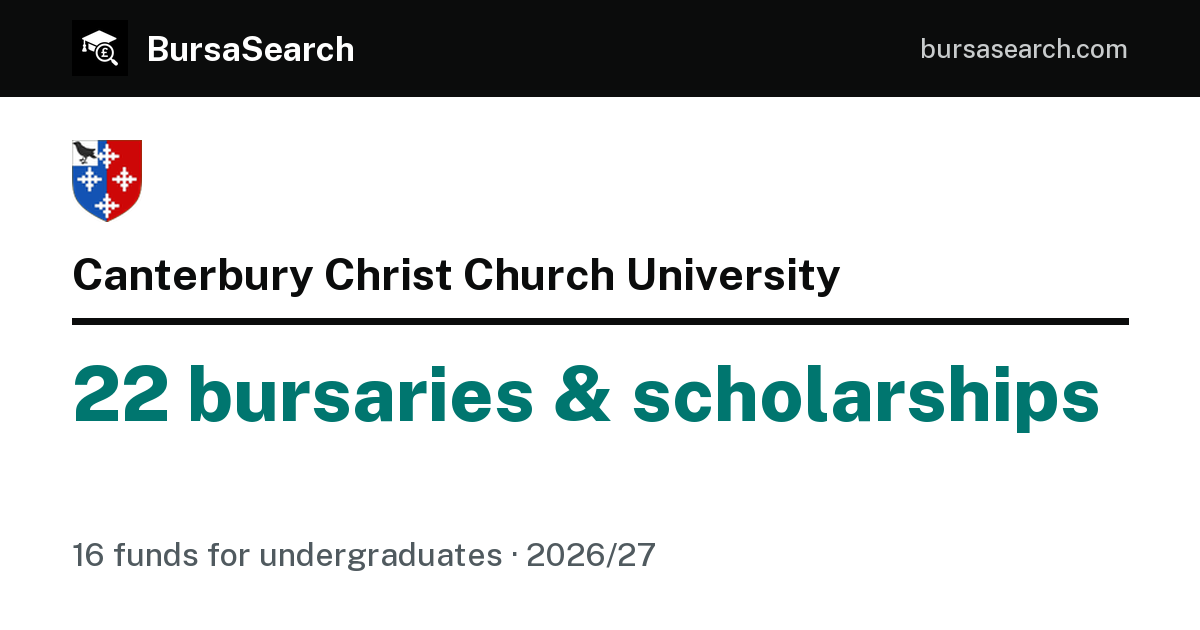 £
BursaSearch
bursasearch.com
Canterbury Christ Church University
22 bursaries & scholarships
16 funds for undergraduates · 2026/27